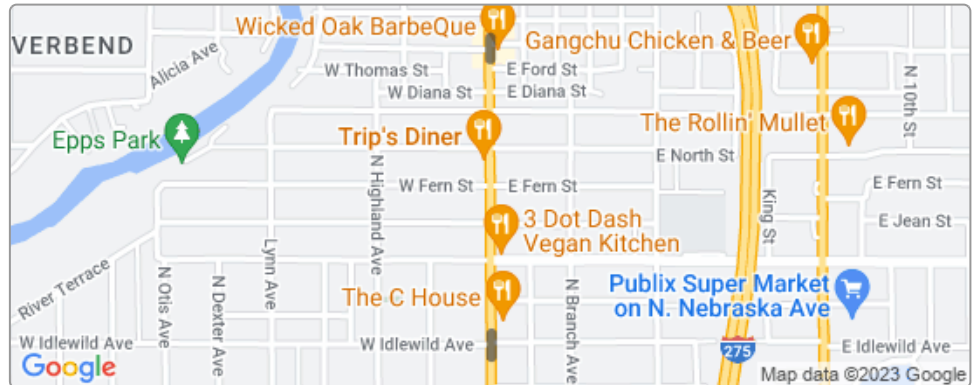 Wicked Oak BarbeQue
Gangchu Chicken & Beer
VERBEND
Alicia Ave
W Thomas St
E Ford St
N 10th St
W Diana St
E Diana St
Epps Park
Trip's Diner
The Rollin' Mullet
E North St
N Highland Ave
W Fern St
E Fern St
E Fern St
King St
3 Dot Dash
Vegan Kitchen
E Jean St
River Terrace
N Otis Ave
N Dexter Ave
Lynn Ave
The C House
N Branch Ave
Publix Super Market
on N. Nebraska Ave
W Idlewild Ave
W Idlewild Ave
275
E Idlewild Ave
Google
Map data ©2023 Google